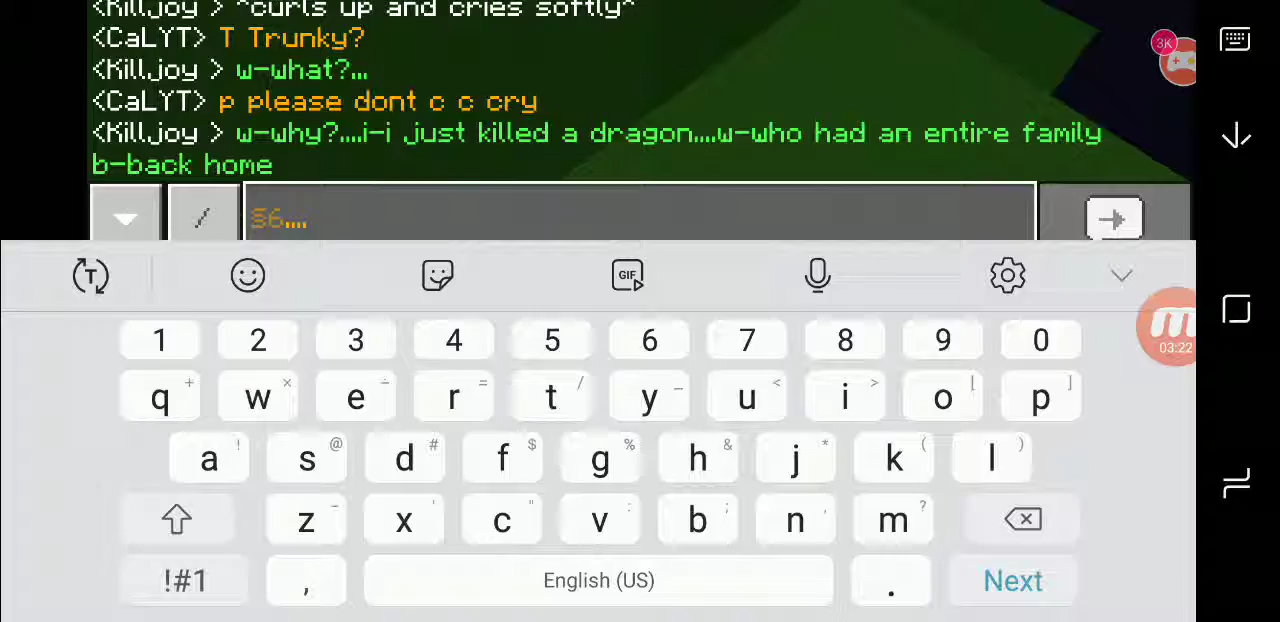 <Killjoy > *curls up and cries softly*
<CaLYT> T Trunky?
<Killjoy > w-what?...
<CaLYT> p please dont c c cry
<Killjoy > w-why?....i-i just killed a dragon....w-who had an entire family
b-back home
/ §6....
3K
T GIF
03:22
1 2 3 4 5 6 7 8 9 0
q + w × e ÷ r = t / y _ u < i > o [ p ]
a ! s @ d # f $ g % h & j * k ( l )
z - x ' c " v : b ; n , m ?
!#1 , English (US) . Next